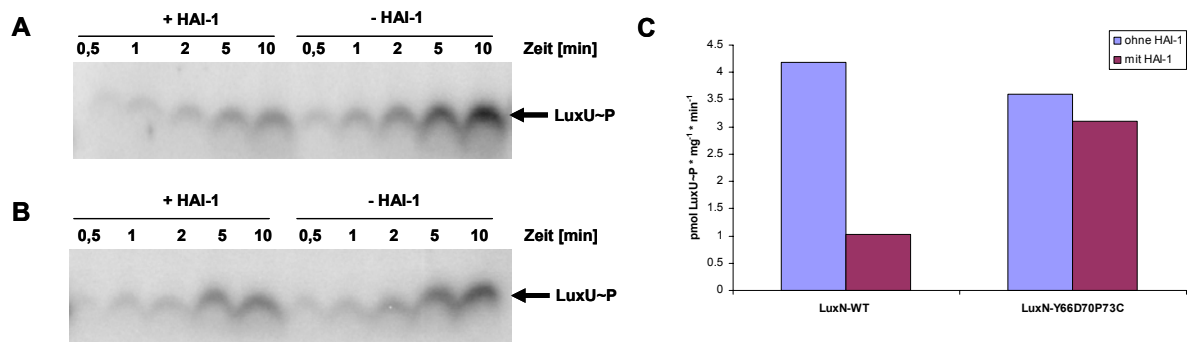 A
+ HAI-1
- HAI-1
0,5 1 2 5 10 0,5 1 2 5 10 Zeit [min]
LuxU~P
B
+ HAI-1
- HAI-1
0,5 1 2 5 10 0,5 1 2 5 10 Zeit [min]
LuxU~P
C
ohne HAI-1
mit HAI-1
pmol LuxU~P * mg⁻¹ * min⁻¹
4.5
4
3.5
3
2.5
2
1.5
1
0.5
0
LuxN-WT
LuxN-Y66D70P73C